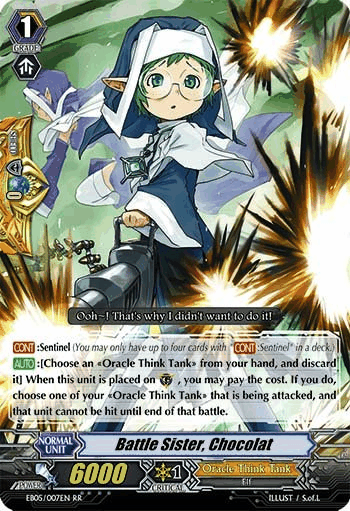 1
GRADE
Ooh~! That's why I didn't want to do it!
CONT :Sentinel (You may only have up to four cards with "CONT :Sentinel" in a deck.)
AUTO :[Choose an «Oracle Think Tank» from your hand, and discard
it] When this unit is placed on , you may pay the cost. If you do,
choose one of your «Oracle Think Tank» that is being attacked, and
that unit cannot be hit until end of that battle.
NORMAL
UNIT
Battle Sister, Chocolat
POWER
6000
1
CRITICAL
Oracle Think Tank
Elf
EB05/007EN RR
ILLUST / S.of.L